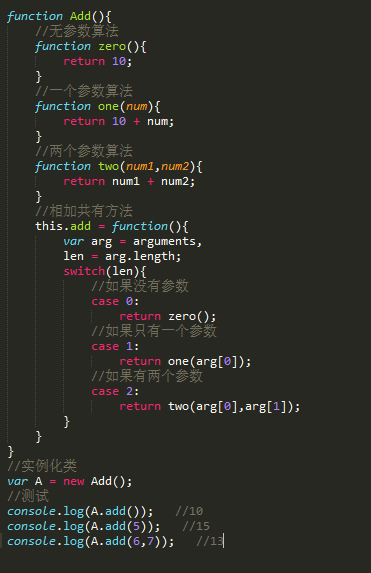 function Add(){
//无参数算法
function zero(){
return 10;
}
//一个参数算法
function one(num){
return 10 + num;
}
//两个参数算法
function two(num1,num2){
return num1 + num2;
}
//相加共有方法
this.add = function(){
var arg = arguments,
len = arg.length;
switch(len){
//如果没有参数
case 0:
return zero();
//如果只有一个参数
case 1:
return one(arg[0]);
//如果有两个参数
case 2:
return two(arg[0],arg[1]);
}
}
}
//实例化类
var A = new Add();
//测试
console.log(A.add()); //10
console.log(A.add(5)); //15
console.log(A.add(6,7)); //13